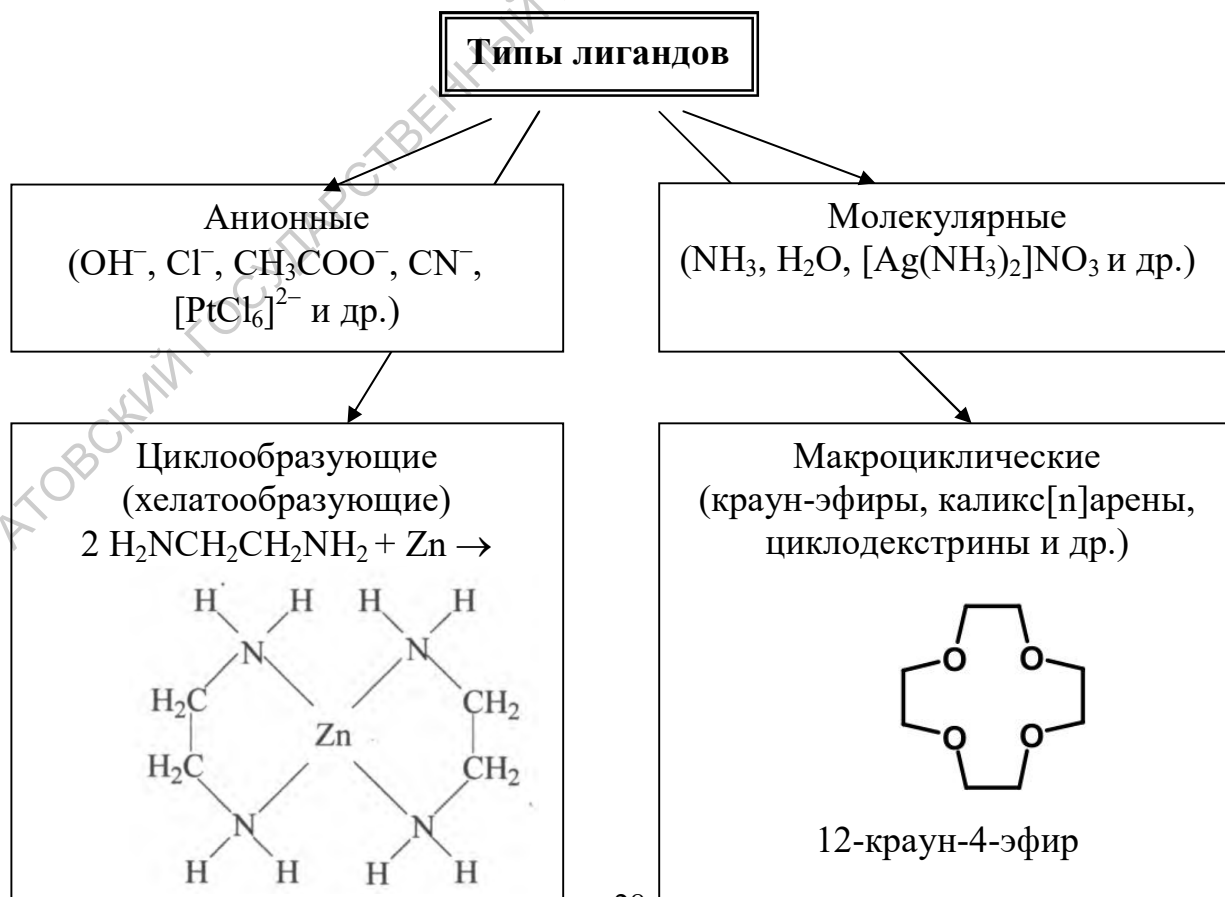 Типы лигандов
Анионные
(OH⁻, Cl⁻, CH₃COO⁻, CN⁻,
[PtCl₆]²⁻ и др.)
Молекулярные
(NH₃, H₂O, [Ag(NH₃)₂]NO₃ и др.)
Циклообразующие
(хелатообразующие)
2 H₂NCH₂CH₂NH₂ + Zn →
H H H H
N N
H₂C CH₂
Zn
H₂C CH₂
N N
H H H H
Макроциклические
(краун-эфиры, каликс[n]арены,
циклодекстрины и др.)
O O
O O
12-краун-4-эфир
АТОВСКИЙ ГОСУДАРСТВЕННЫЙ